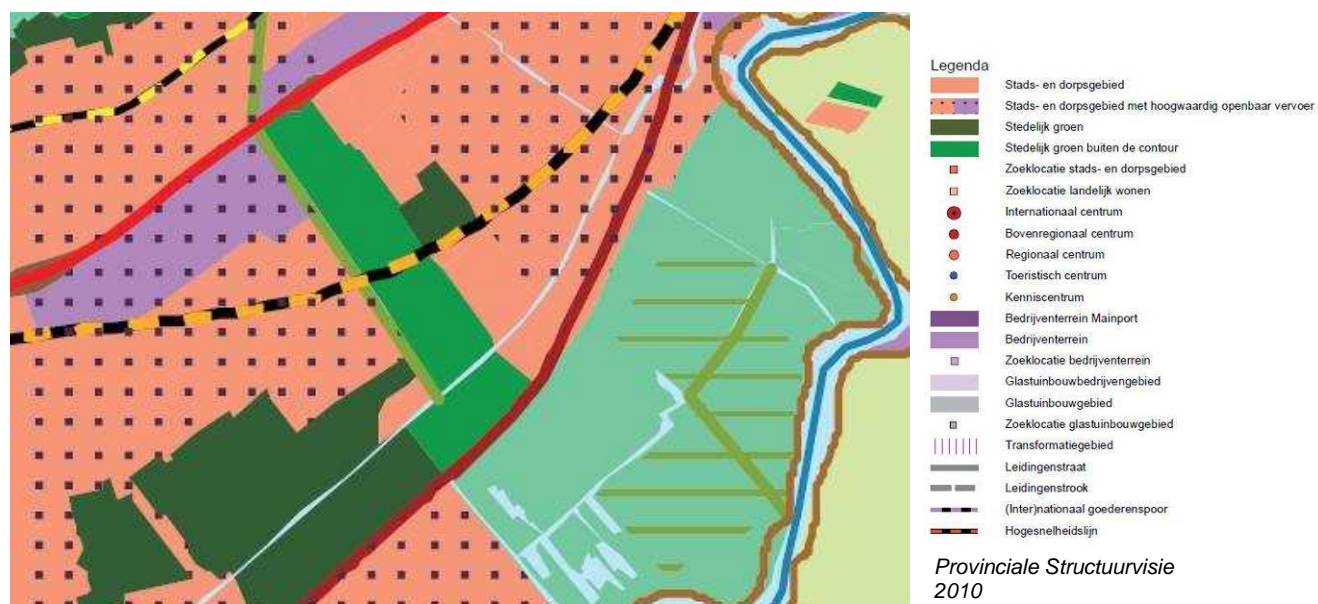 Legenda
Stads- en dorpsgebied
Stads- en dorpsgebied met hoogwaardig openbaar vervoer
Stedelijk groen
Stedelijk groen buiten de contour
Zoeklocatie stads- en dorpsgebied
Zoeklocatie landelijk wonen
Internationaal centrum
Bovenregionaal centrum
Regionaal centrum
Toeristisch centrum
Kenniscentrum
Bedrijventerrein Mainport
Bedrijventerrein
Zoeklocatie bedrijventerrein
Glastuinbouwbedrijvengebied
Glastuinbouwgebied
Zoeklocatie glastuinbouwgebied
Transformatiegebied
Leidingenstraat
Leidingenstrook
(Inter)nationaal goederenspoor
Hogesnelheidslijn
Provinciale Structuurvisie
2010